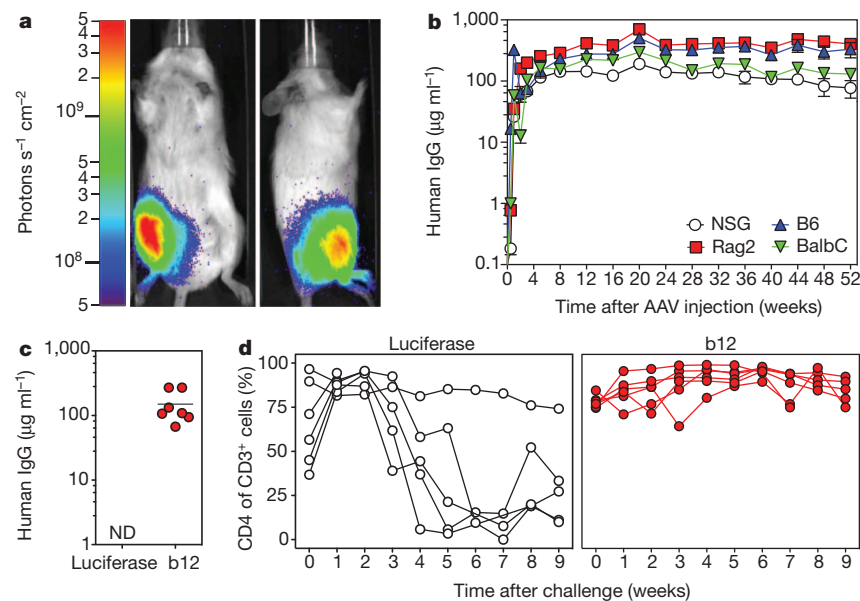 a
Photons s⁻¹ cm⁻²
5
4
3
2
10⁹
5
4
3
2
10⁸
5
b
Human IgG (µg ml⁻¹)
1,000
100
10
1
0.1
NSG
B6
Rag2
BalbC
0 4 8 12 16 20 24 28 32 36 40 44 48 52
Time after AAV injection (weeks)
c
Human IgG (µg ml⁻¹)
1,000
100
10
1
ND
Luciferase b12
d
Luciferase
b12
CD4 of CD3⁺ cells (%)
100
75
50
25
0
0 1 2 3 4 5 6 7 8 9
0 1 2 3 4 5 6 7 8 9
Time after challenge (weeks)